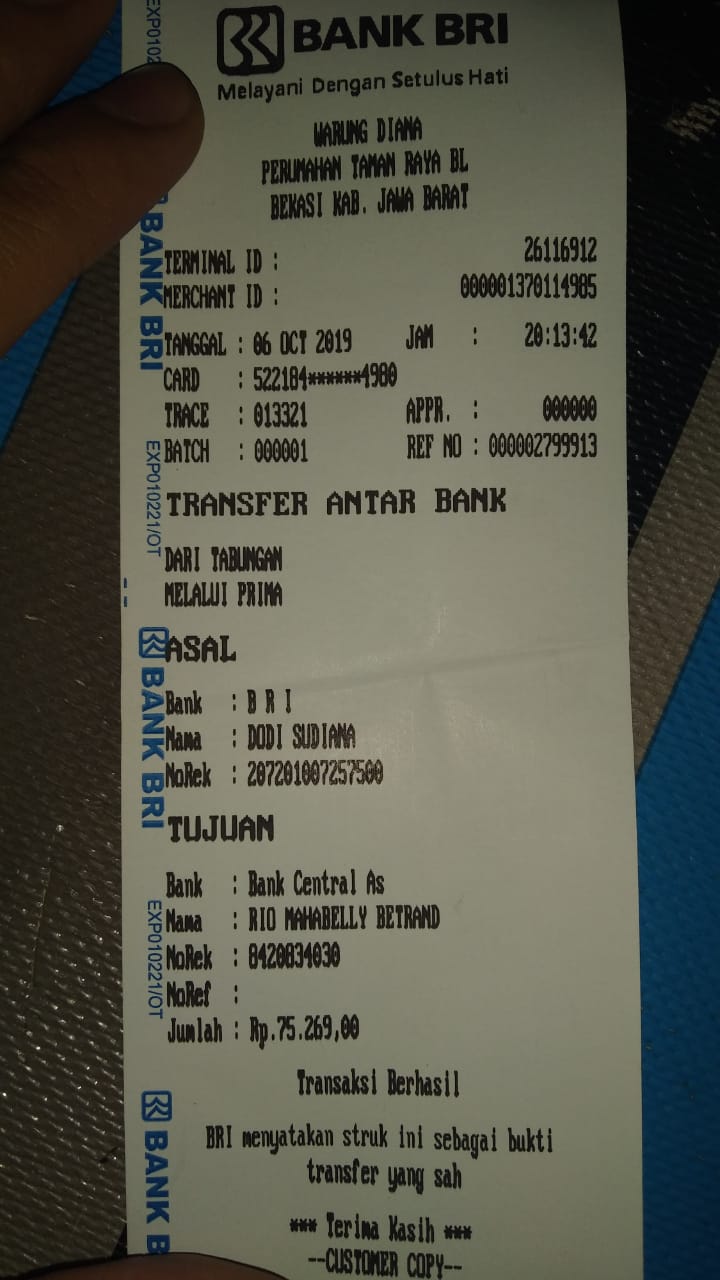 BANK BRI
Melayani Dengan Setulus Hati
WARUNG DIANA
PERUMAHAN TAMAN RAYA BL
BEKASI KAB. JAWA BARAT
TERMINAL ID : 26116912
MERCHANT ID : 000001370114985
TANGGAL : 06 OCT 2019 JAM : 20:13:42
CARD : 522184******4980
TRACE : 013321 APPR. : 000000
BATCH : 000001 REF NO : 000002799913
TRANSFER ANTAR BANK
DARI TABUNGAN
MELALUI PRIMA
ASAL
Bank : B R I
Nama : DODI SUDIANA
NoRek : 207201007257500
TUJUAN
Bank : Bank Central As
Nama : RIO MAHABELLY BETRAND
NoRek : 8420834030
NoRef :
Jumlah : Rp.75.269,00
Transaksi Berhasil
BRI menyatakan struk ini sebagai bukti
transfer yang sah
*** Terima Kasih ***
--CUSTOMER COPY--
BANK BRI
EXP010221/OT
BANK BRI
EXP010221/OT
BANK B